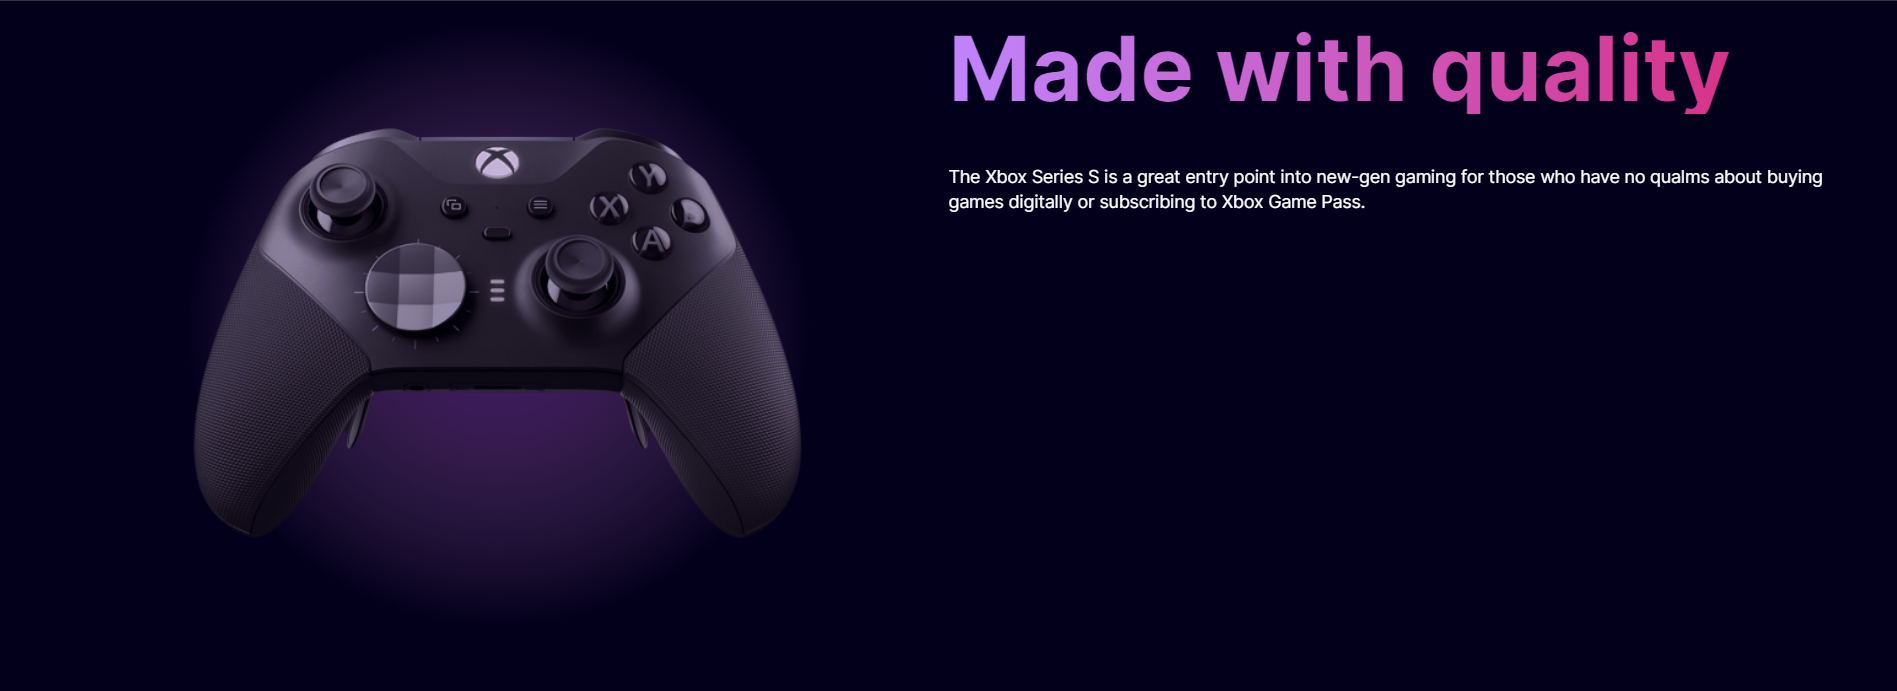 Made with quality
The Xbox Series S is a great entry point into new-gen gaming for those who have no qualms about buying
games digitally or subscribing to Xbox Game Pass.
Y
X
A